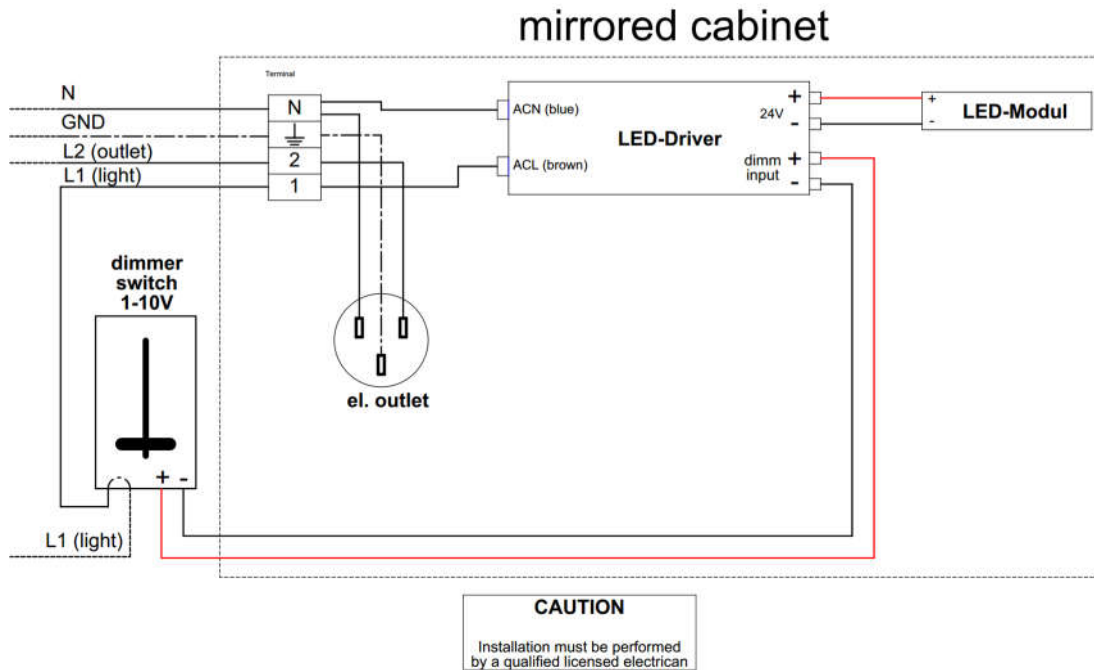 mirrored cabinet
Terminal
N
GND
L2 (outlet)
L1 (light)
N
2
1
ACN (blue)
ACL (brown)
LED-Driver
+
24V
-
dimm
input
+
-
+
-
LED-Modul
dimmer
switch
1-10V
+ -
L1 (light)
el. outlet
CAUTION
Installation must be performed
by a qualified licensed electrican